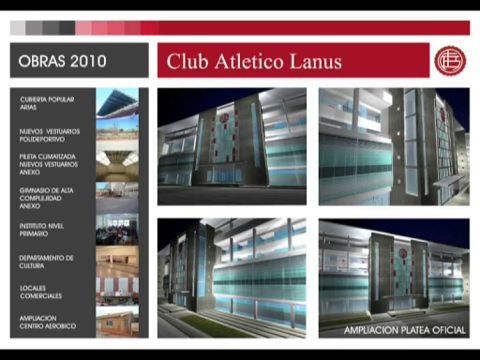 OBRAS 2010
Club Atletico Lanus
CUBIERTA POPULAR
ARIAS
NUEVOS VESTUARIOS
POLIDEPORTIVO
PILETA CLIMATIZADA
NUEVOS VESTUARIOS
ANEXO
GIMNASIO DE ALTA
COMPLEJIDAD
ANEXO
INSTITUTO NIVEL
PRIMARIO
DEPARTAMENTO DE
CULTURA
LOCALES
COMERCIALES
AMPLIACION
CENTRO AEROBICO
AMPLIACION PLATEA OFICIAL